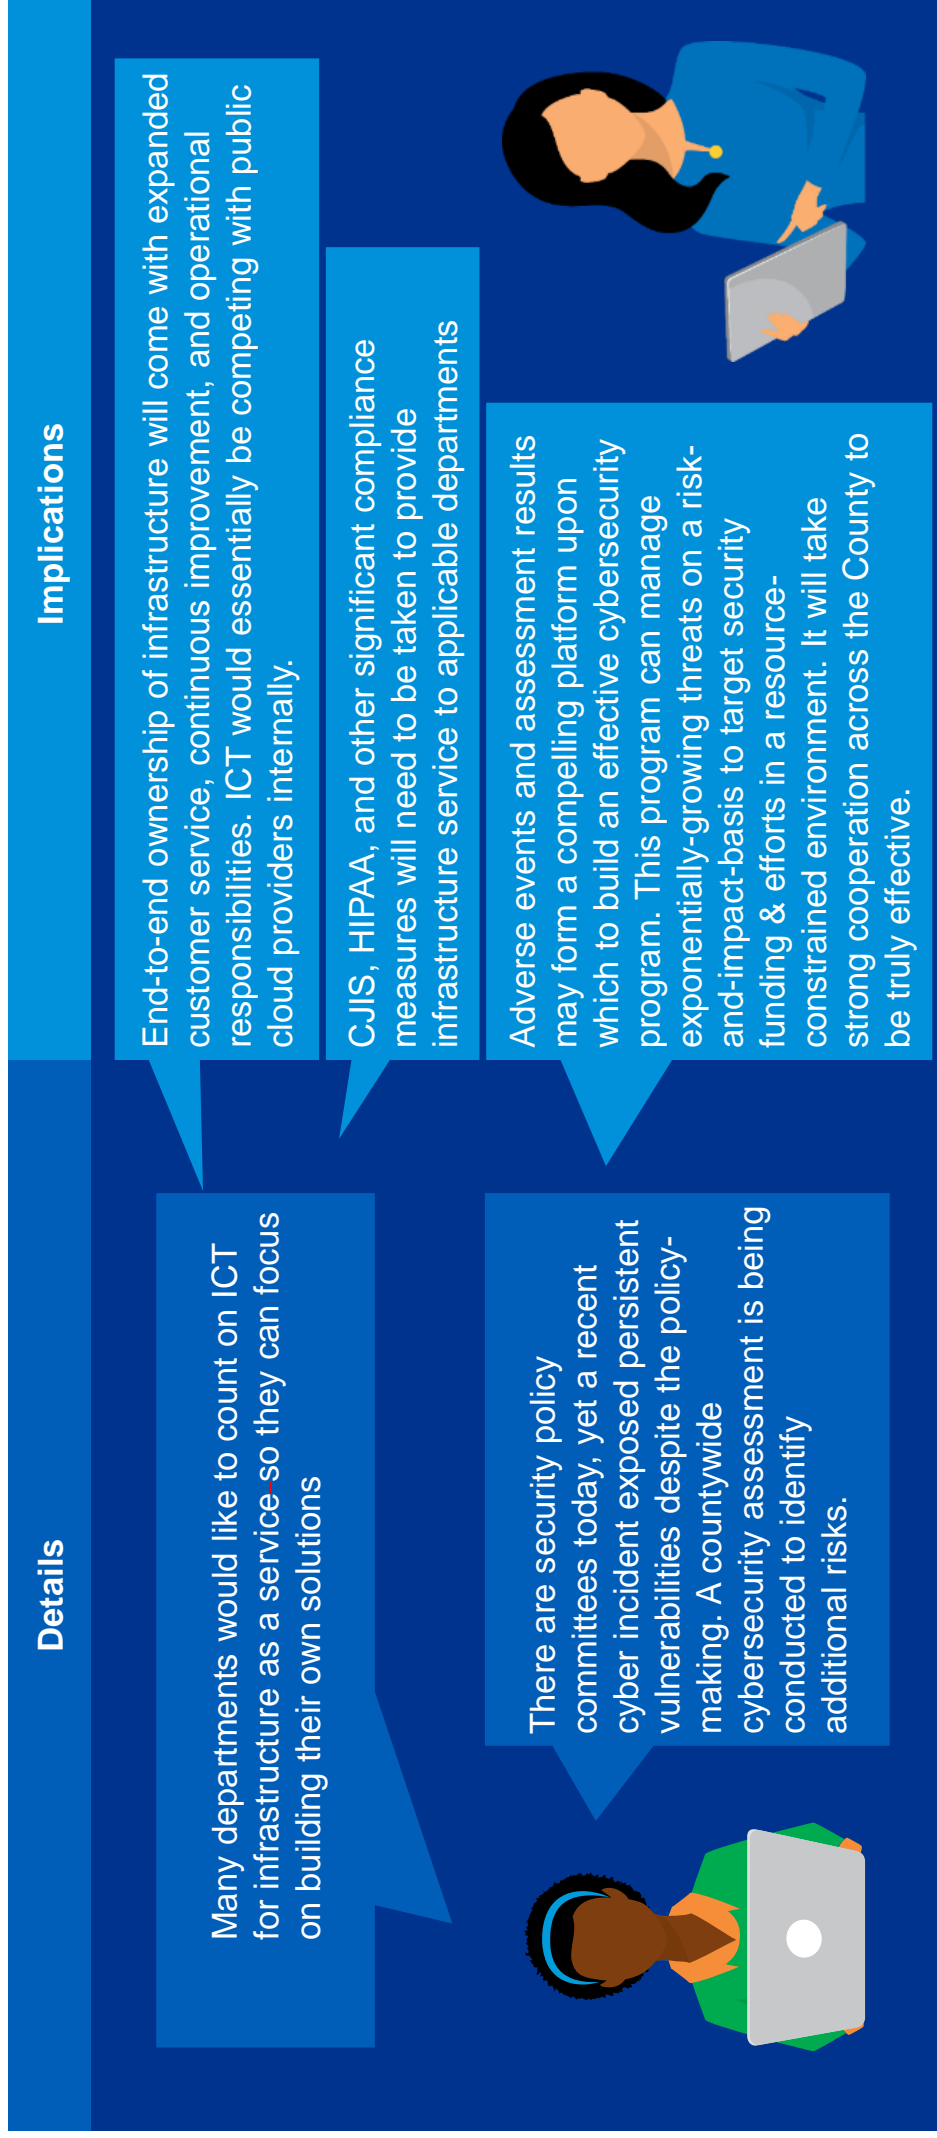 Details
Implications
Many departments would like to count on ICT
for infrastructure as a service–so they can focus
on building their own solutions
End-to-end ownership of infrastructure will come with expanded
customer service, continuous improvement, and operational
responsibilities. ICT would essentially be competing with public
cloud providers internally.
CJIS, HIPAA, and other significant compliance
measures will need to be taken to provide
infrastructure service to applicable departments
There are security policy
committees today, yet a recent
cyber incident exposed persistent
vulnerabilities despite the policy-
making. A countywide
cybersecurity assessment is being
conducted to identify
additional risks.
Adverse events and assessment results
may form a compelling platform upon
which to build an effective cybersecurity
program. This program can manage
exponentially-growing threats on a risk-
and-impact-basis to target security
funding & efforts in a resource-
constrained environment. It will take
strong cooperation across the County to
be truly effective.